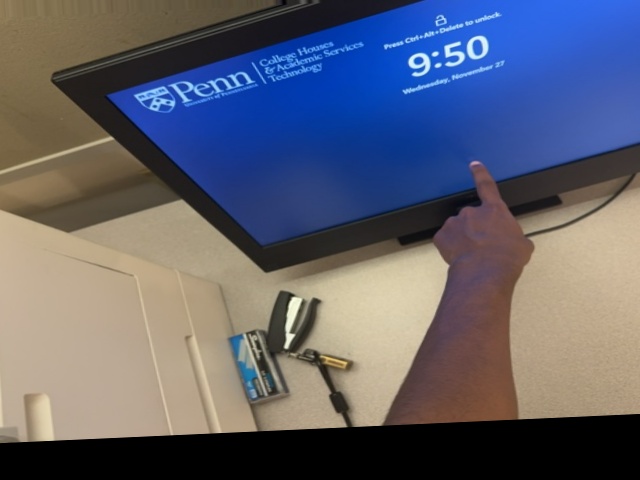 Penn
UNIVERSITY OF PENNSYLVANIA
College Houses
& Academic Services
Technology
Press Ctrl+Alt+Delete to unlock.
9:50
Wednesday, November 27